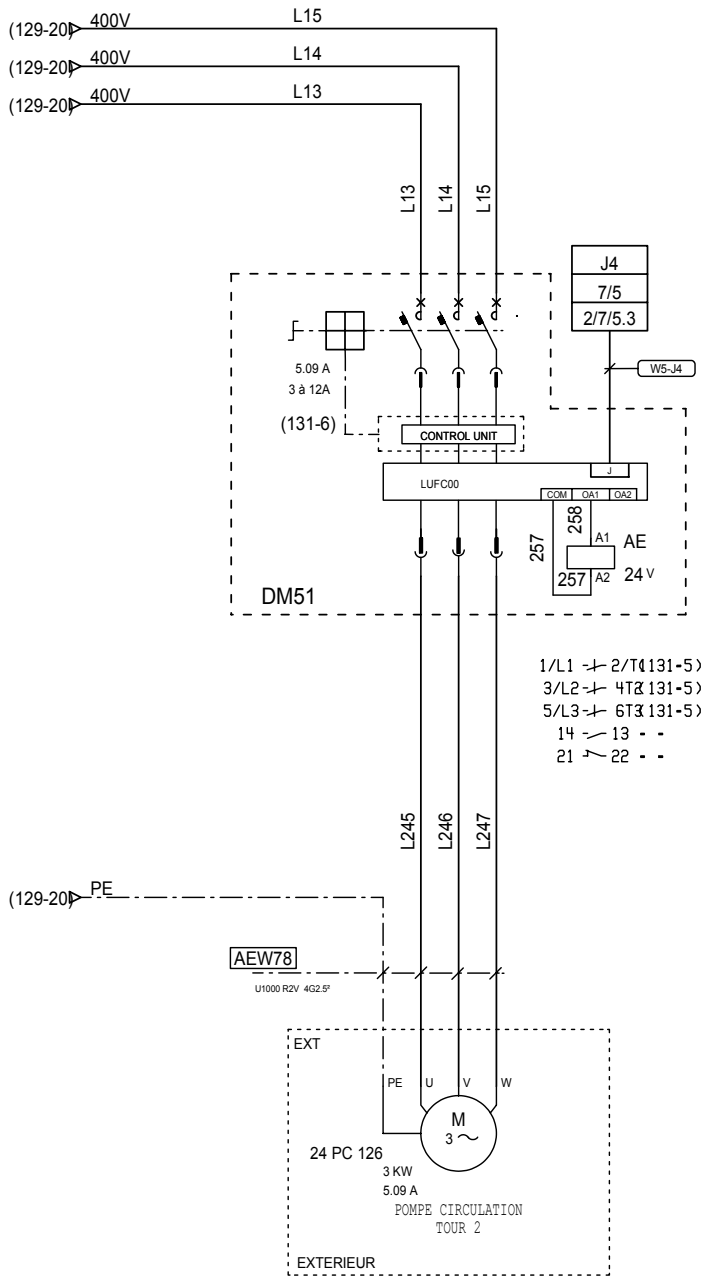 (129-20) 400V L15
(129-20) 400V L14
(129-20) 400V L13
L13
L14
L15
J4
7/5
2/7/5.3
W5-J4
5.09 A
3 à 12A
(131-6)
CONTROL UNIT
J
LUFC00
COM OA1 OA2
257
258
A1 AE
257 A2 24 V
DM51
1/L1 2/T1(131-5)
3/L2 4T2(131-5)
5/L3 6T3(131-5)
14 13 - -
21 22 - -
L245
L246
L247
(129-20) PE
AEW78
U1000 R2V 4G2.5²
EXT
PE U V W
M
3
24 PC 126
3 KW
5.09 A
POMPE CIRCULATION
TOUR 2
EXTERIEUR